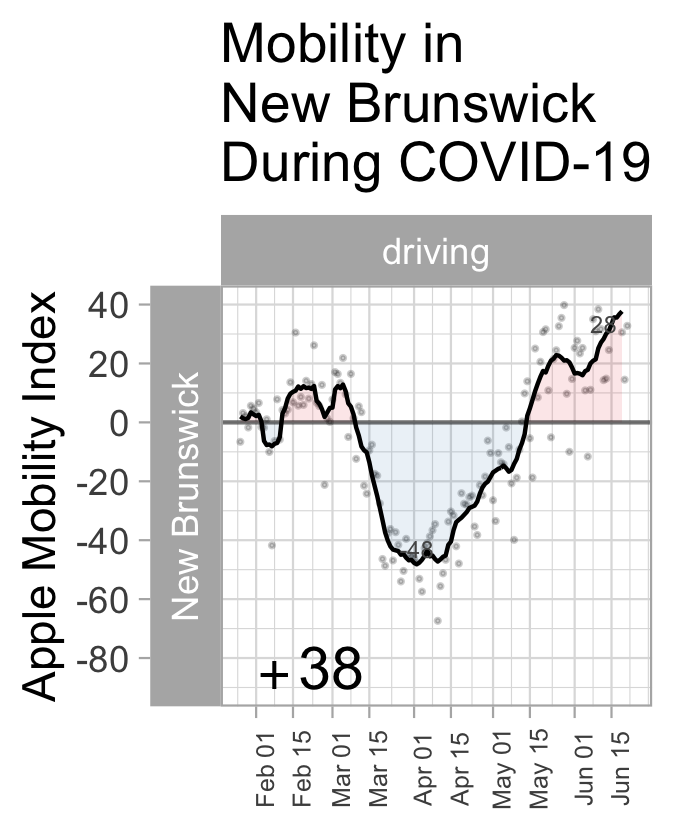 Mobility in
New Brunswick
During COVID-19
driving
Apple Mobility Index
New Brunswick
40
20
0
-20
-40
-60
-80
28
-48
+38
Feb 01
Feb 15
Mar 01
Mar 15
Apr 01
Apr 15
May 01
May 15
Jun 01
Jun 15